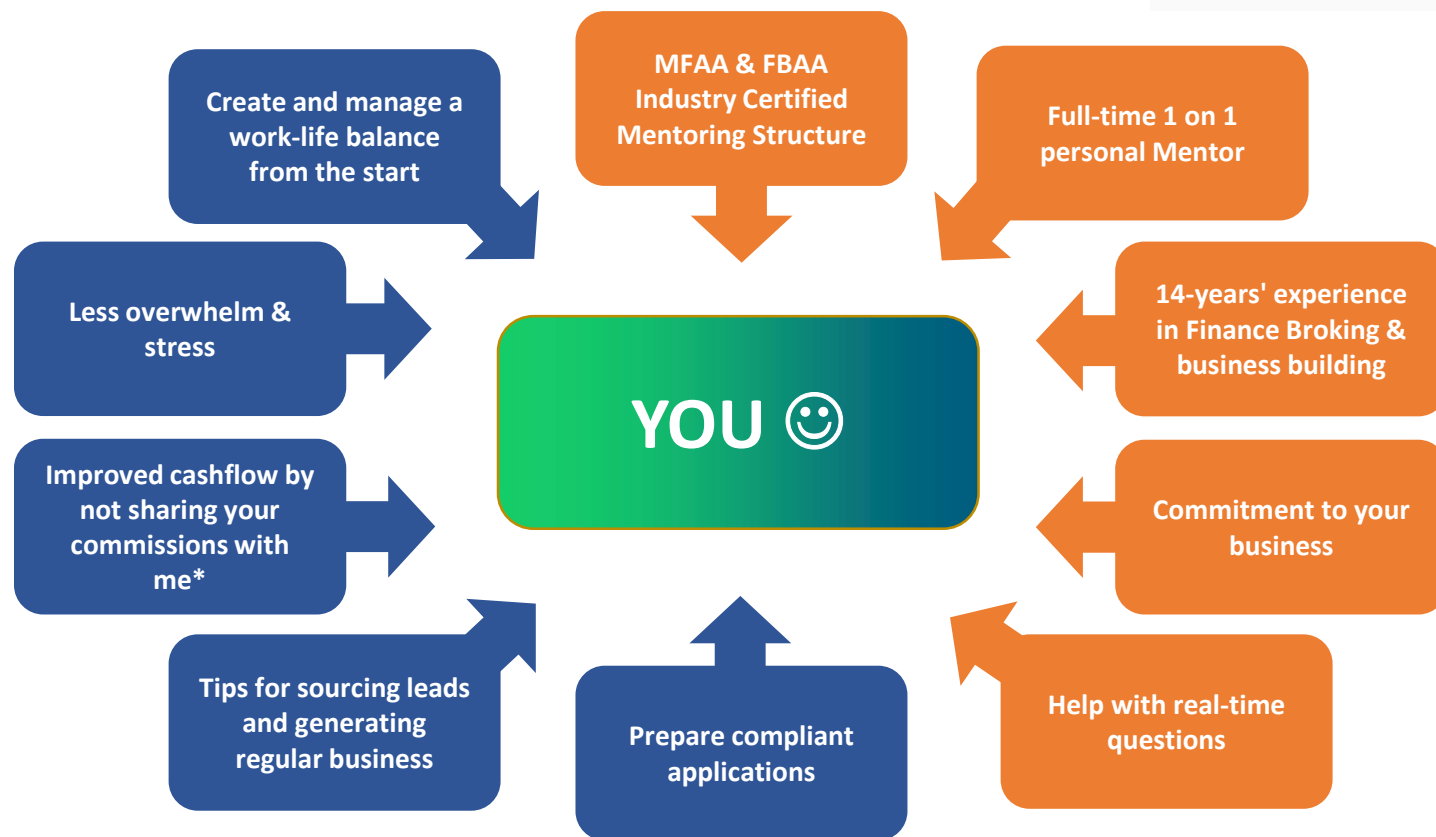 MFAA & FBAA
Industry Certified
Mentoring Structure
Create and manage a
work-life balance
from the start
Full-time 1 on 1
personal Mentor
Less overwhelm &
stress
14-years' experience
in Finance Broking &
business building
YOU ☺
Improved cashflow by
not sharing your
commissions with
me*
Commitment to your
business
Tips for sourcing leads
and generating
regular business
Prepare compliant
applications
Help with real-time
questions